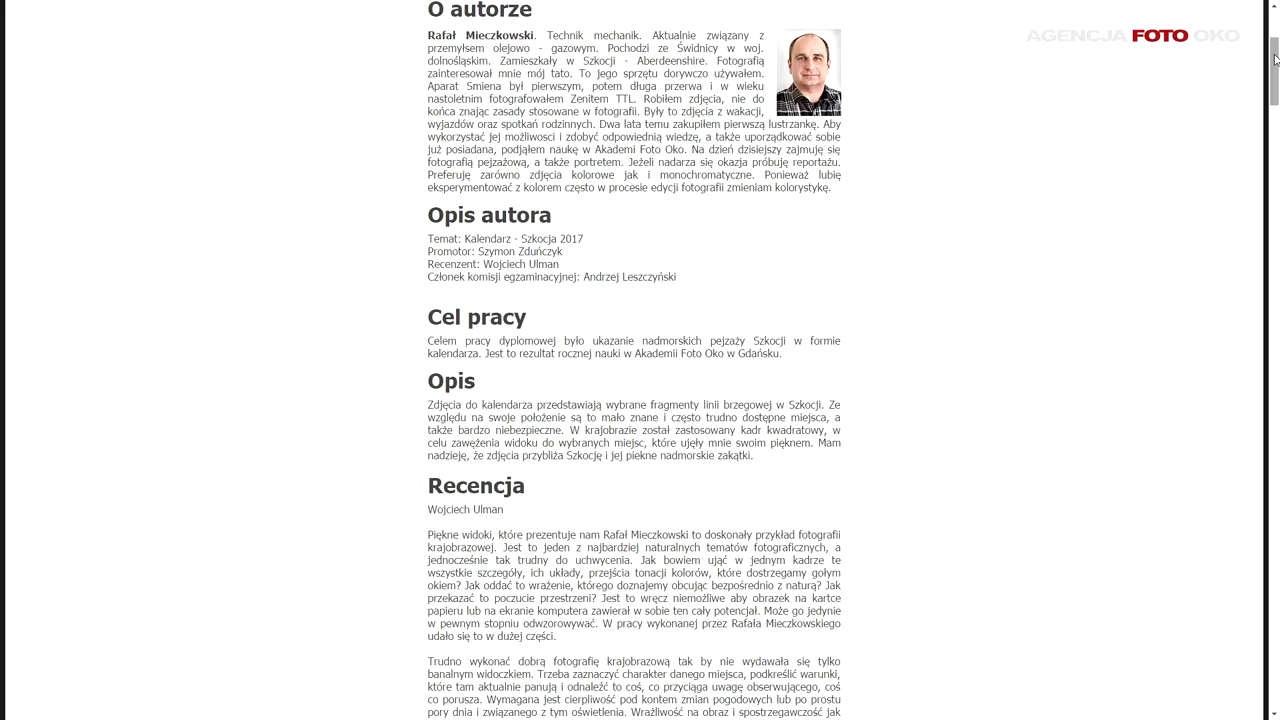 O autorze
AGENCJA FOTO OKO
Rafał Mieczkowski. Technik mechanik. Aktualnie związany z
przemyłsem olejowo - gazowym. Pochodzi ze Świdnicy w woj.
dolnośląskim. Zamieszkały w Szkocji - Aberdeenshire. Fotografią
zainteresował mnie mój tato. To jego sprzętu dorywczo używałem.
Aparat Smiena był pierwszym, potem długa przerwa i w wieku
nastoletnim fotografowałem Zenitem TTL. Robiłem zdjęcia, nie do
końca znając zasady stosowane w fotografii. Były to zdjęcia z wakacji,
wyjazdów oraz spotkań rodzinnych. Dwa lata temu zakupiłem pierwszą lustrzankę. Aby
wykorzystać jej możliwosci i zdobyć odpowiednią wiedzę, a także uporządkować sobie
już posiadana, podjąłem naukę w Akademi Foto Oko. Na dzień dzisiejszy zajmuję się
fotografią pejzażową, a także portretem. Jeżeli nadarza się okazja próbuję reportażu.
Preferuję zarówno zdjęcia kolorowe jak i monochromatyczne. Ponieważ lubię
eksperymentować z kolorem często w procesie edycji fotografii zmieniam kolorystykę.
Opis autora
Temat: Kalendarz - Szkocja 2017
Promotor: Szymon Zduńczyk
Recenzent: Wojciech Ulman
Członek komisji egzaminacyjnej: Andrzej Leszczyński
Cel pracy
Celem pracy dyplomowej było ukazanie nadmorskich pejzaży Szkocji w formie
kalendarza. Jest to rezultat rocznej nauki w Akademii Foto Oko w Gdańsku.
Opis
Zdjęcia do kalendarza przedstawiają wybrane fragmenty linii brzegowej w Szkocji. Ze
względu na swoje położenie są to mało znane i często trudno dostępne miejsca, a
także bardzo niebezpieczne. W krajobrazie został zastosowany kadr kwadratowy, w
celu zawężenia widoku do wybranych miejsc, które ujęły mnie swoim pięknem. Mam
nadzieję, że zdjęcia przybliża Szkocję i jej piekne nadmorskie zakątki.
Recencja
Wojciech Ulman
Piękne widoki, które prezentuje nam Rafał Mieczkowski to doskonały przykład fotografii
krajobrazowej. Jest to jeden z najbardziej naturalnych tematów fotograficznych, a
jednocześnie tak trudny do uchwycenia. Jak bowiem ująć w jednym kadrze te
wszystkie szczegóły, ich układy, przejścia tonacji kolorów, które dostrzegamy gołym
okiem? Jak oddać to wrażenie, którego doznajemy obcując bezpośrednio z naturą? Jak
przekazać to poczucie przestrzeni? Jest to wręcz niemożliwe aby obrazek na kartce
papieru lub na ekranie komputera zawierał w sobie ten cały potencjał. Może go jedynie
w pewnym stopniu odwzorowywać. W pracy wykonanej przez Rafała Mieczkowskiego
udało się to w dużej części.
Trudno wykonać dobrą fotografię krajobrazową tak by nie wydawała się tylko
banalnym widoczkiem. Trzeba zaznaczyć charakter danego miejsca, podkreślić warunki,
które tam aktualnie panują i odnaleźć to coś, co przyciąga uwagę obserwującego, coś
co porusza. Wymagana jest cierpliwość pod kontem zmian pogodowych lub po prostu
pory dnia i związanego z tym oświetlenia. Wrażliwość na obraz i spostrzegawczość jak